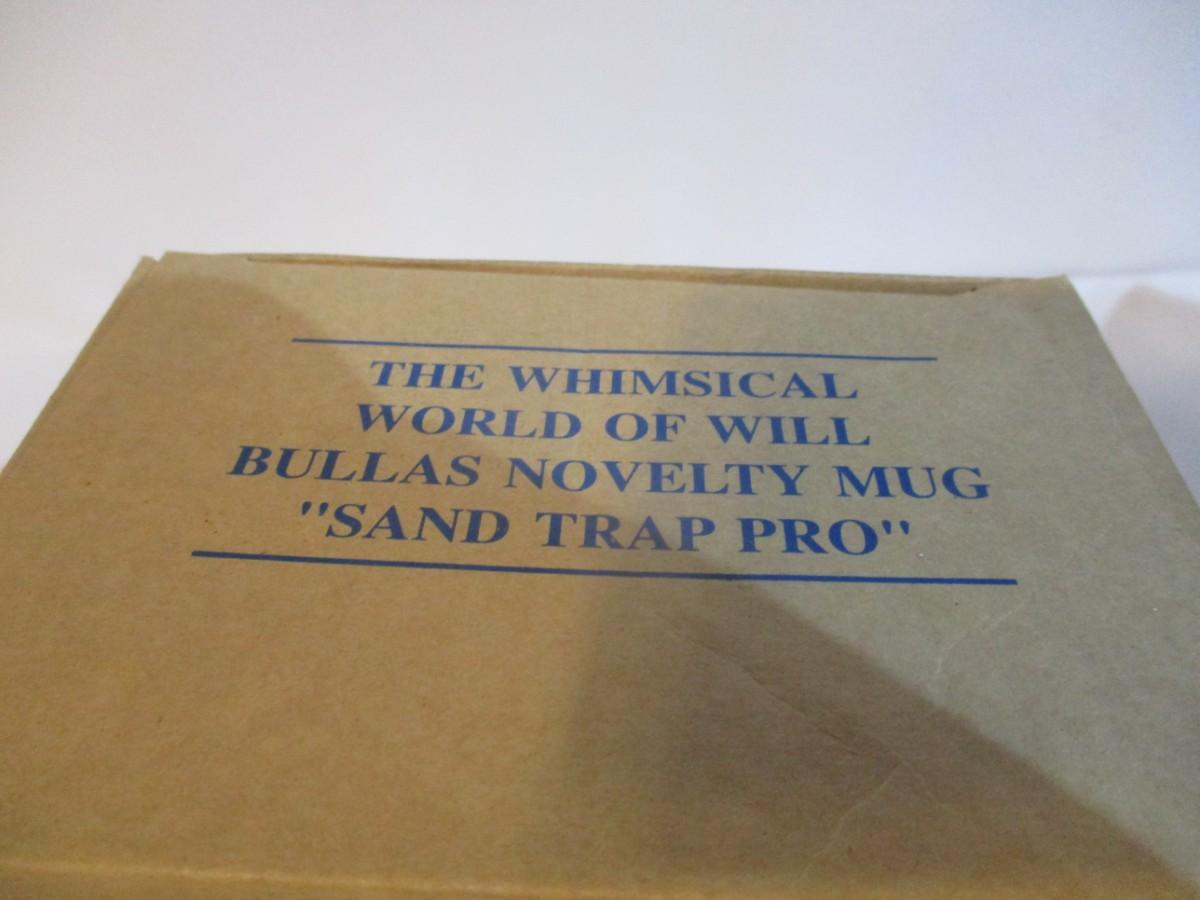 THE WHIMSICAL
WORLD OF WILL
BULLAS NOVELTY MUG
"SAND TRAP PRO"